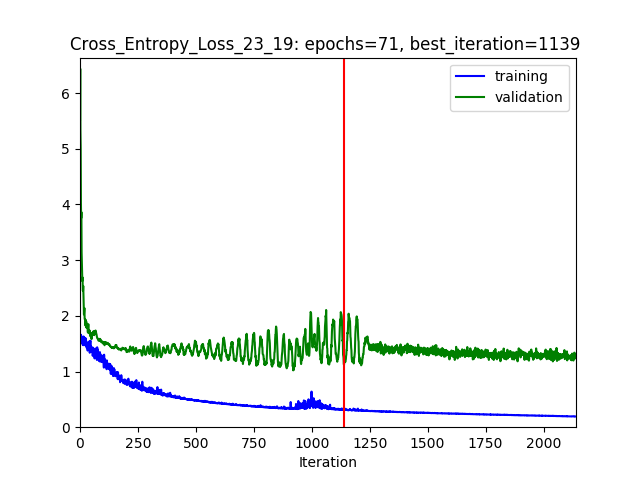 Cross_Entropy_Loss_23_19: epochs=71, best_iteration=1139
training
validation
6
5
4
3
2
1
0
0 250 500 750 1000 1250 1500 1750 2000
Iteration